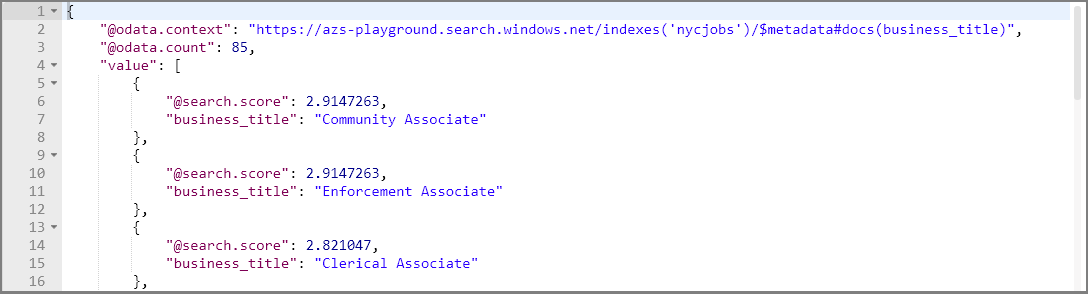 1 {
2 "@odata.context": "https://azs-playground.search.windows.net/indexes('nycjobs')/$metadata#docs(business_title)",
3 "@odata.count": 85,
4 "value": [
5 {
6 "@search.score": 2.9147263,
7 "business_title": "Community Associate"
8 },
9 {
10 "@search.score": 2.9147263,
11 "business_title": "Enforcement Associate"
12 },
13 {
14 "@search.score": 2.821047,
15 "business_title": "Clerical Associate"
16 },